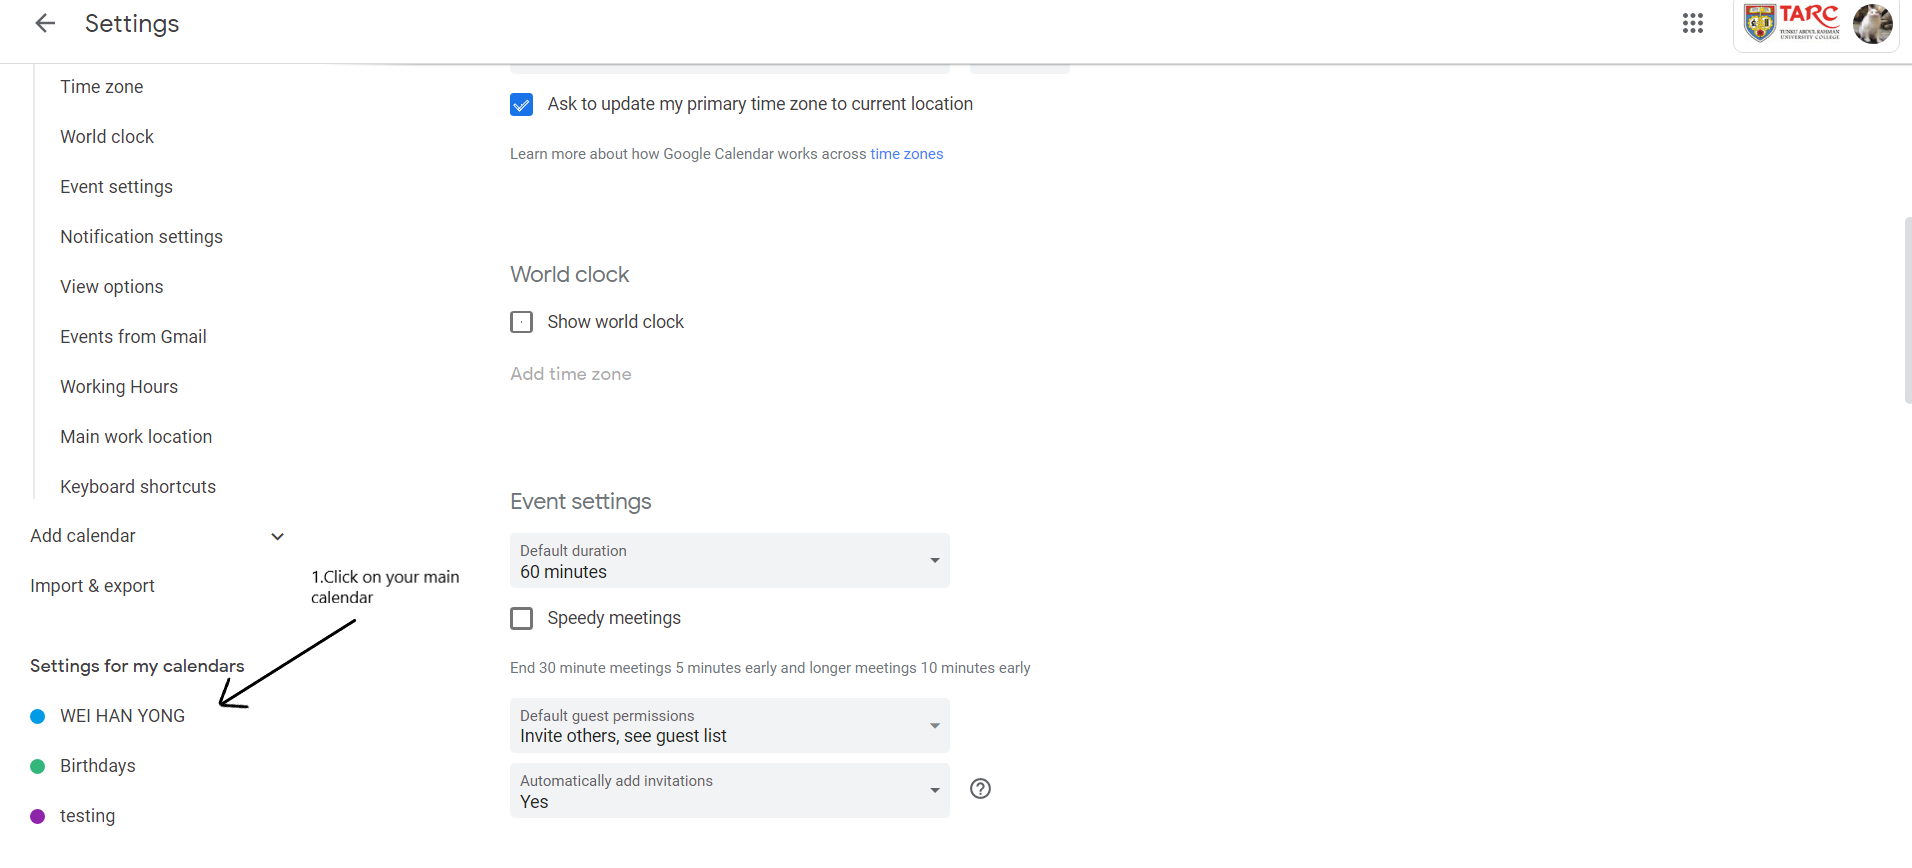 Settings
TARC
TUNKU ABDUL RAHMAN
UNIVERSITY COLLEGE
Time zone
World clock
Event settings
Notification settings
View options
Events from Gmail
Working Hours
Main work location
Keyboard shortcuts
Add calendar
Import & export
1.Click on your main
calendar
Settings for my calendars
WEI HAN YONG
Birthdays
testing
Ask to update my primary time zone to current location
Learn more about how Google Calendar works across time zones
World clock
Show world clock
Add time zone
Event settings
Default duration
60 minutes
Speedy meetings
End 30 minute meetings 5 minutes early and longer meetings 10 minutes early
Default guest permissions
Invite others, see guest list
Automatically add invitations
Yes